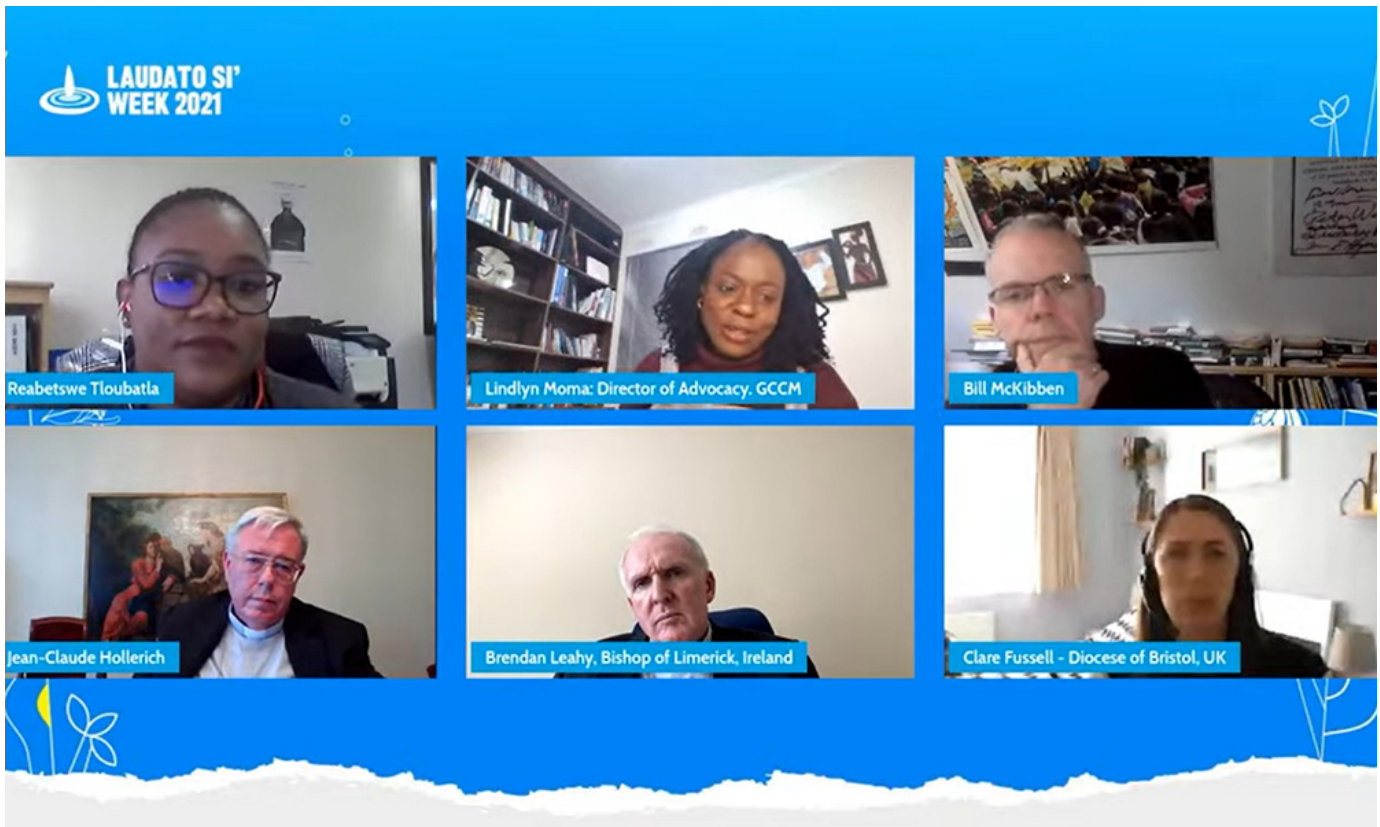 LAUDATO SI'
WEEK 2021
Reabetswe Tloubatla
Lindlyn Moma: Director of Advocacy. GCCM
Bill McKibben
Jean-Claude Hollerich
Brendan Leahy, Bishop of Limerick, Ireland
Clare Fussell - Diocese of Bristol, UK